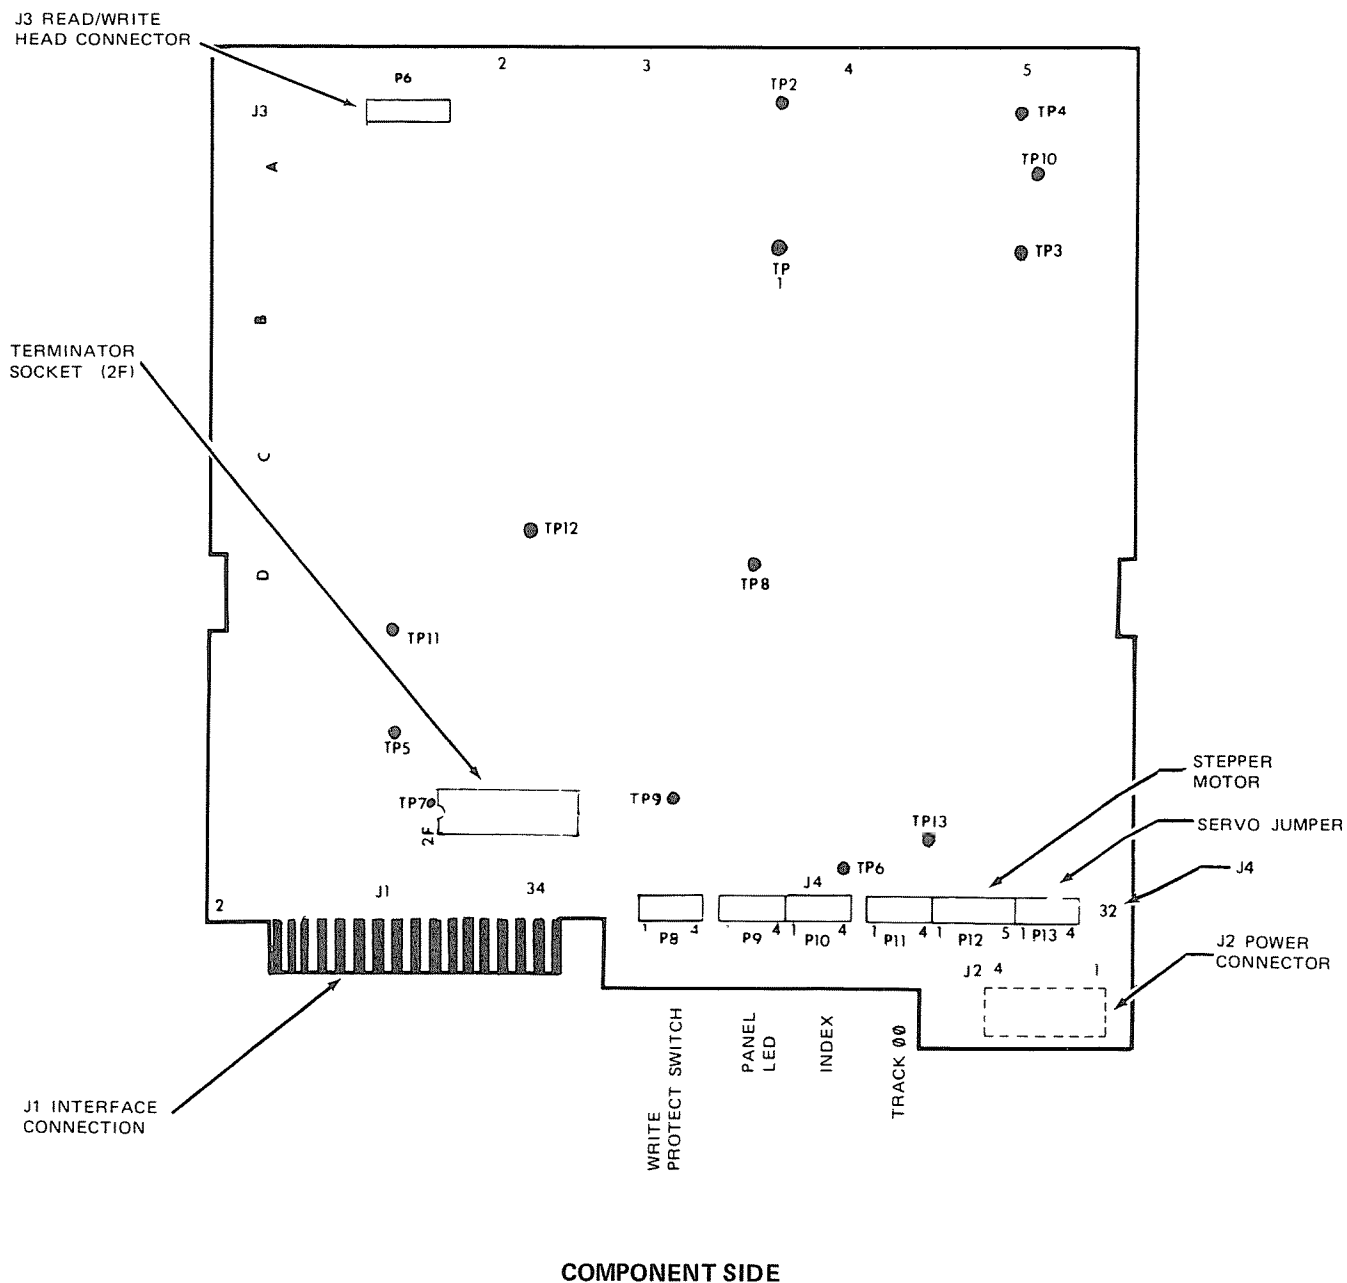 J3 READ/WRITE
HEAD CONNECTOR
2
3
4
5
P6
J3
TP2
TP4
A
TP10
TP
1
TP3
B
TERMINATOR
SOCKET (2F)
C
TP12
D
TP8
TP11
TP5
TP7
2F
TP9
TP13
TP6
STEPPER
MOTOR
SERVO JUMPER
J4
J4
32
2
J1
34
1 P8 4
P9 4
1 P10 4
1 P11 4
1 P12 5
1 P13 4
J2 4 1
J2 POWER
CONNECTOR
WRITE
PROTECT SWITCH
PANEL
LED
INDEX
TRACK 00
J1 INTERFACE
CONNECTION
COMPONENT SIDE